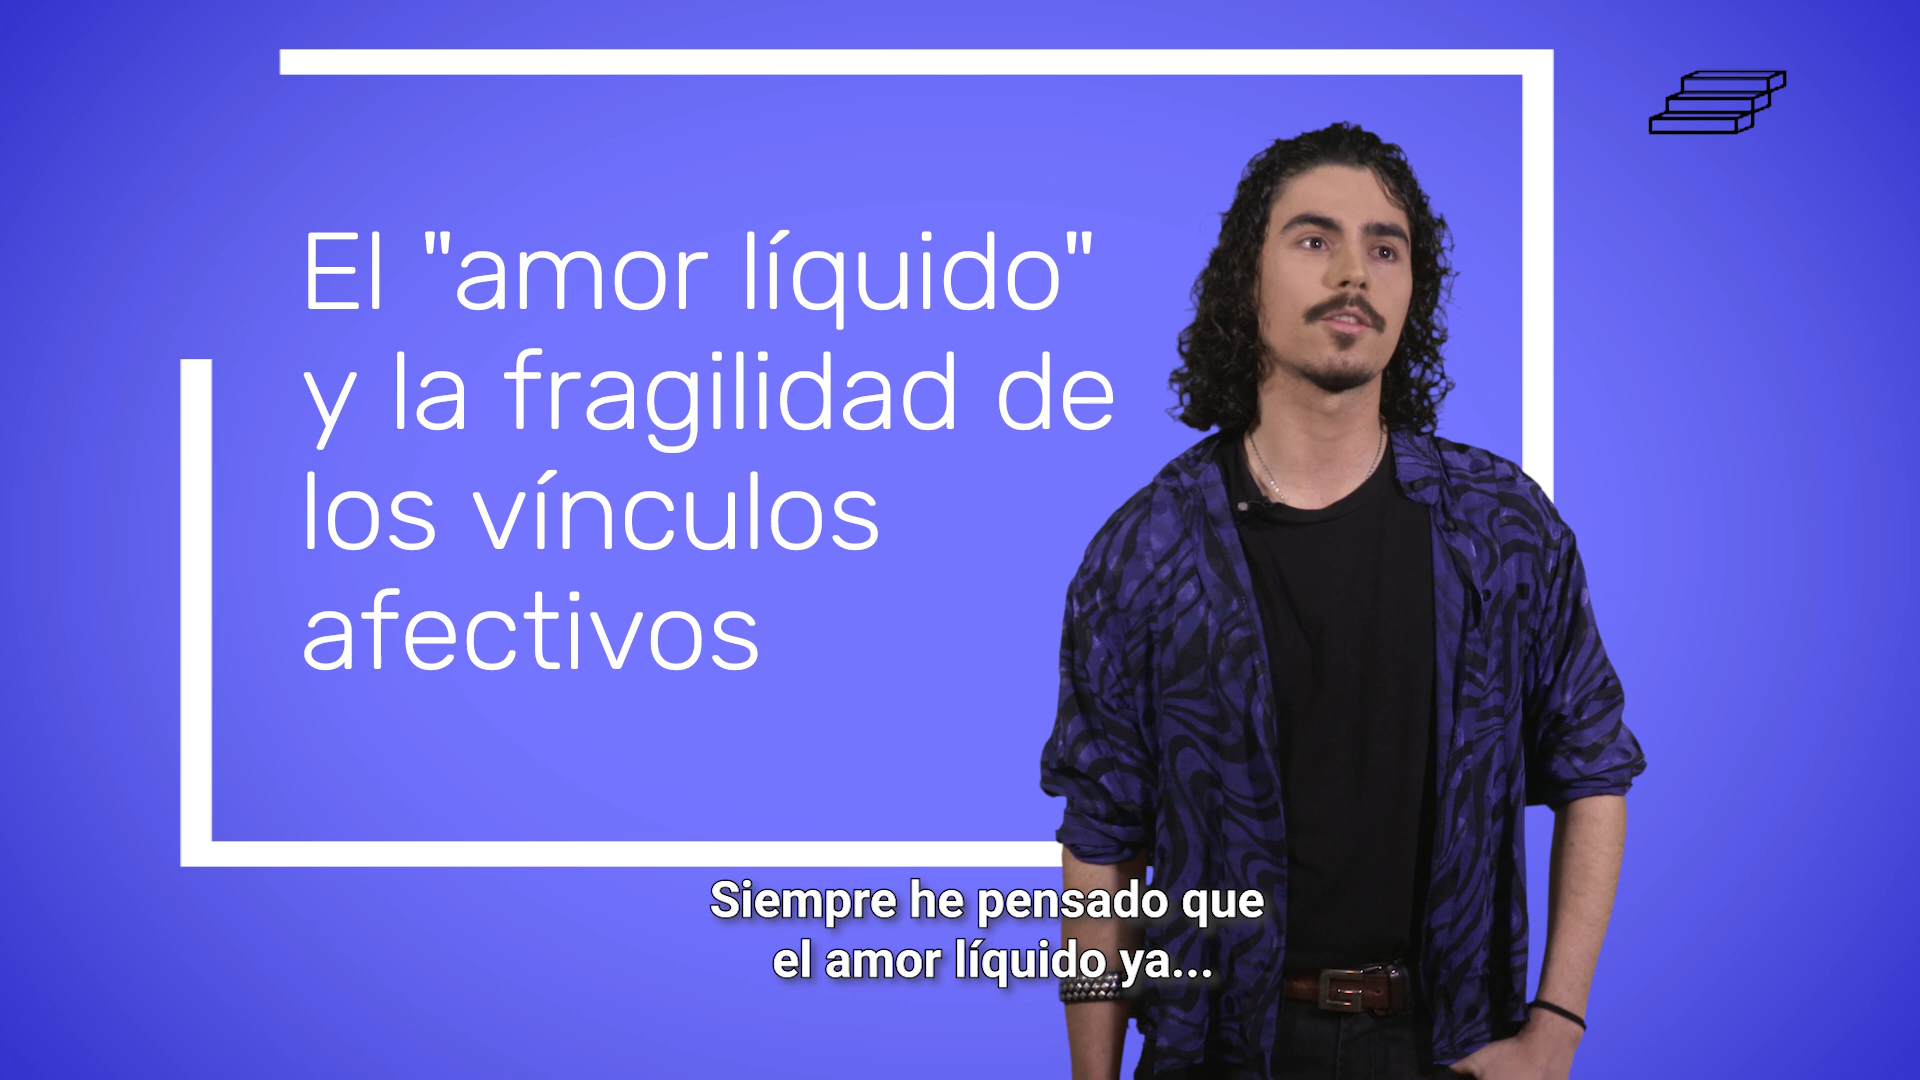 El "amor líquido"
y la fragilidad de
los vínculos
afectivos
Siempre he pensado que
el amor líquido ya...